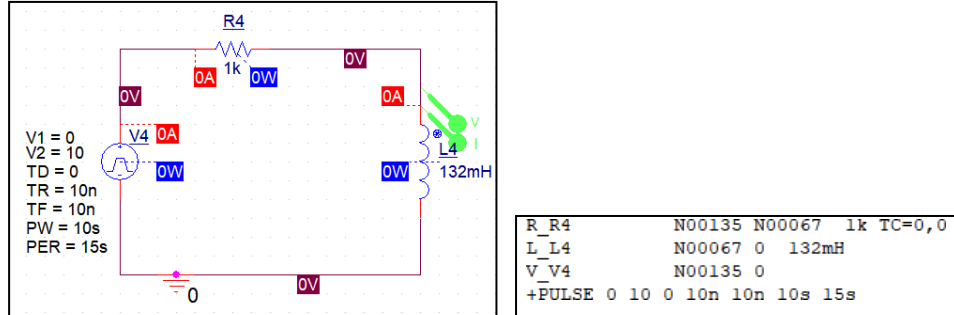 R4
1k
0A
0W
0V
0V
0A
V
I
V1 = 0
V2 = 10
TD = 0
TR = 10n
TF = 10n
PW = 10s
PER = 15s
V4
0A
0W
0W
L4
132mH
0V
0
R_R4 N00135 N00067 1k TC=0,0
L_L4 N00067 0 132mH
V_V4 N00135 0
+PULSE 0 10 0 10n 10n 10s 15s